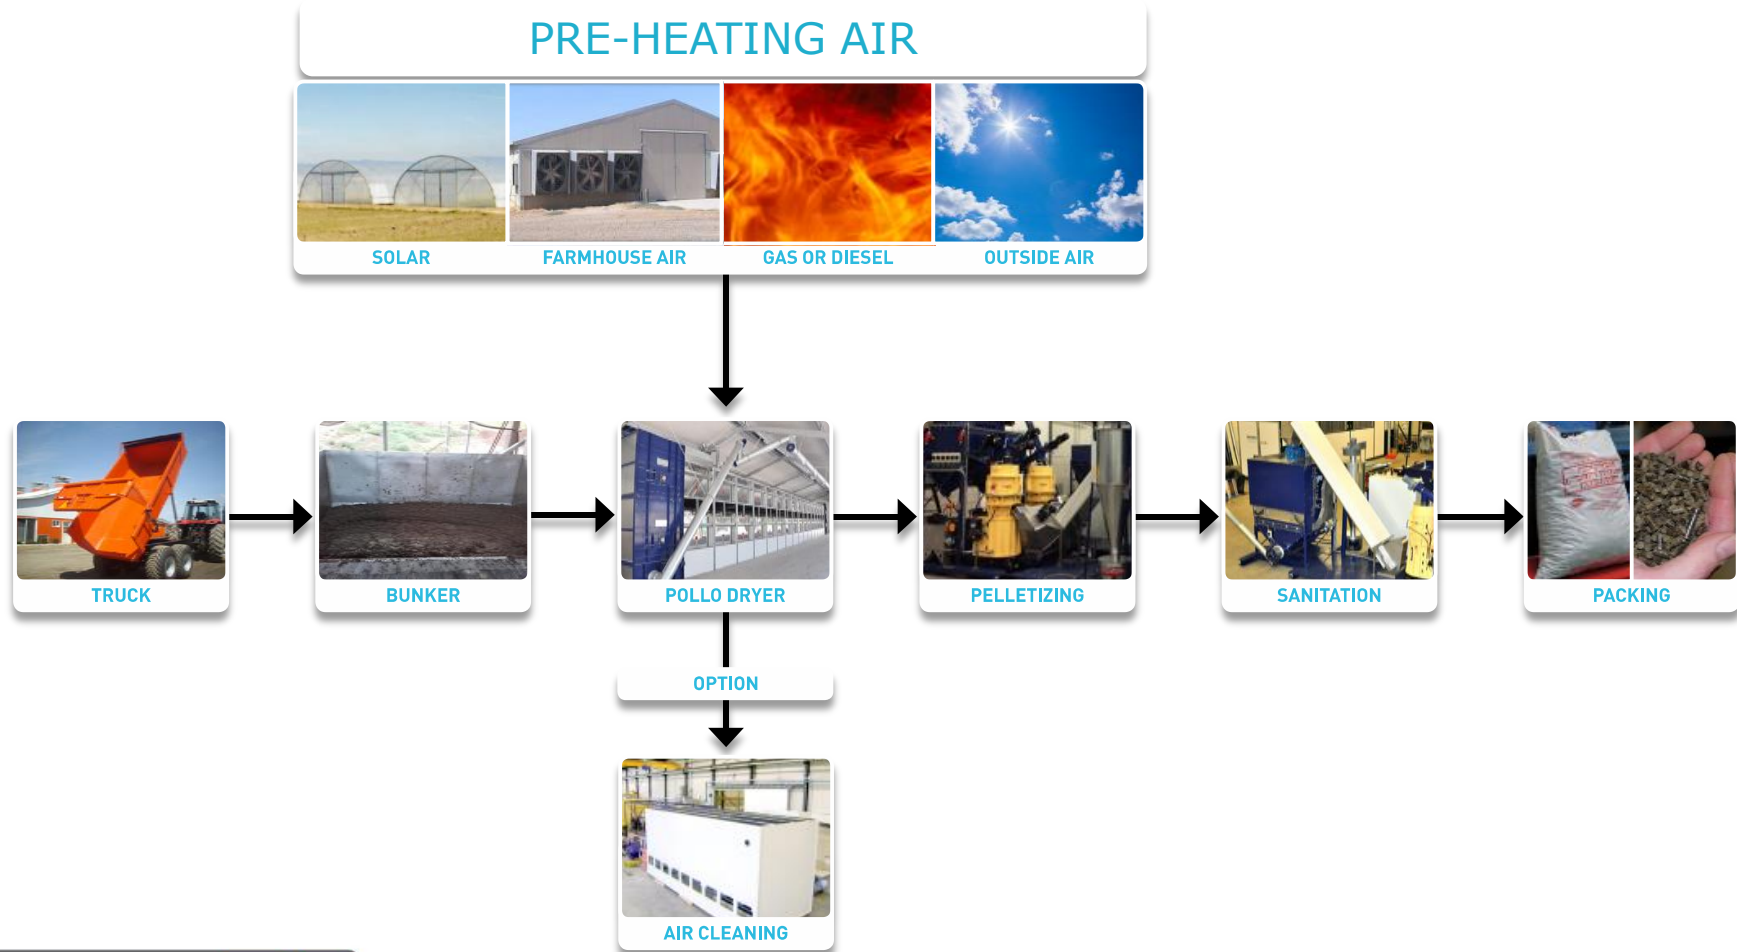 PRE-HEATING AIR
SOLAR
FARMHOUSE AIR
GAS OR DIESEL
OUTSIDE AIR
TRUCK
BUNKER
POLLO DRYER
PELLETIZING
SANITATION
PACKING
OPTION
AIR CLEANING